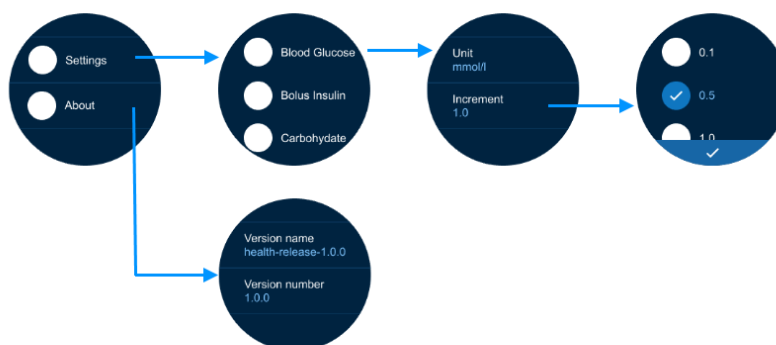 Settings
About
Blood Glucose
Bolus Insulin
Carbohydate
Unit
mmol/l
Increment
1.0
0.1
0.5
1.0
Version name
health-release-1.0.0
Version number
1.0.0